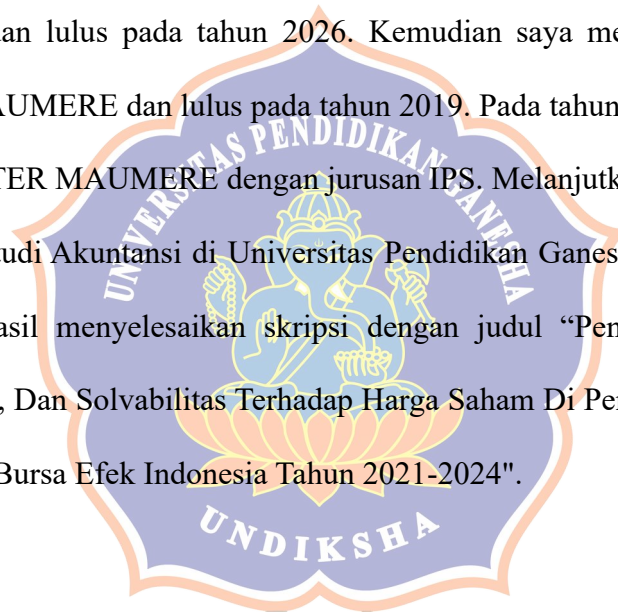 dan lulus pada tahun 2026. Kemudian saya me
AUMERE dan lulus pada tahun 2019. Pada tahun
TER MAUMERE dengan jurusan IPS. Melanjutk
tudi Akuntansi di Universitas Pendidikan Ganes
asil menyelesaikan skripsi dengan judul “Pen
, Dan Solvabilitas Terhadap Harga Saham Di Per
Bursa Efek Indonesia Tahun 2021-2024".
UNIVERSITAS PENDIDIKAN GANESHA
UNDIKSHA